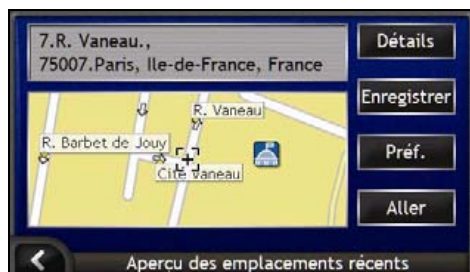 7.R. Vaneau.,
75007.Paris, Ile-de-France, France
Détails
Enregistrer
Préf.
Aller
R. Vaneau
R. Barbet de Jouy
Cité Vaneau
Aperçu des emplacements récents